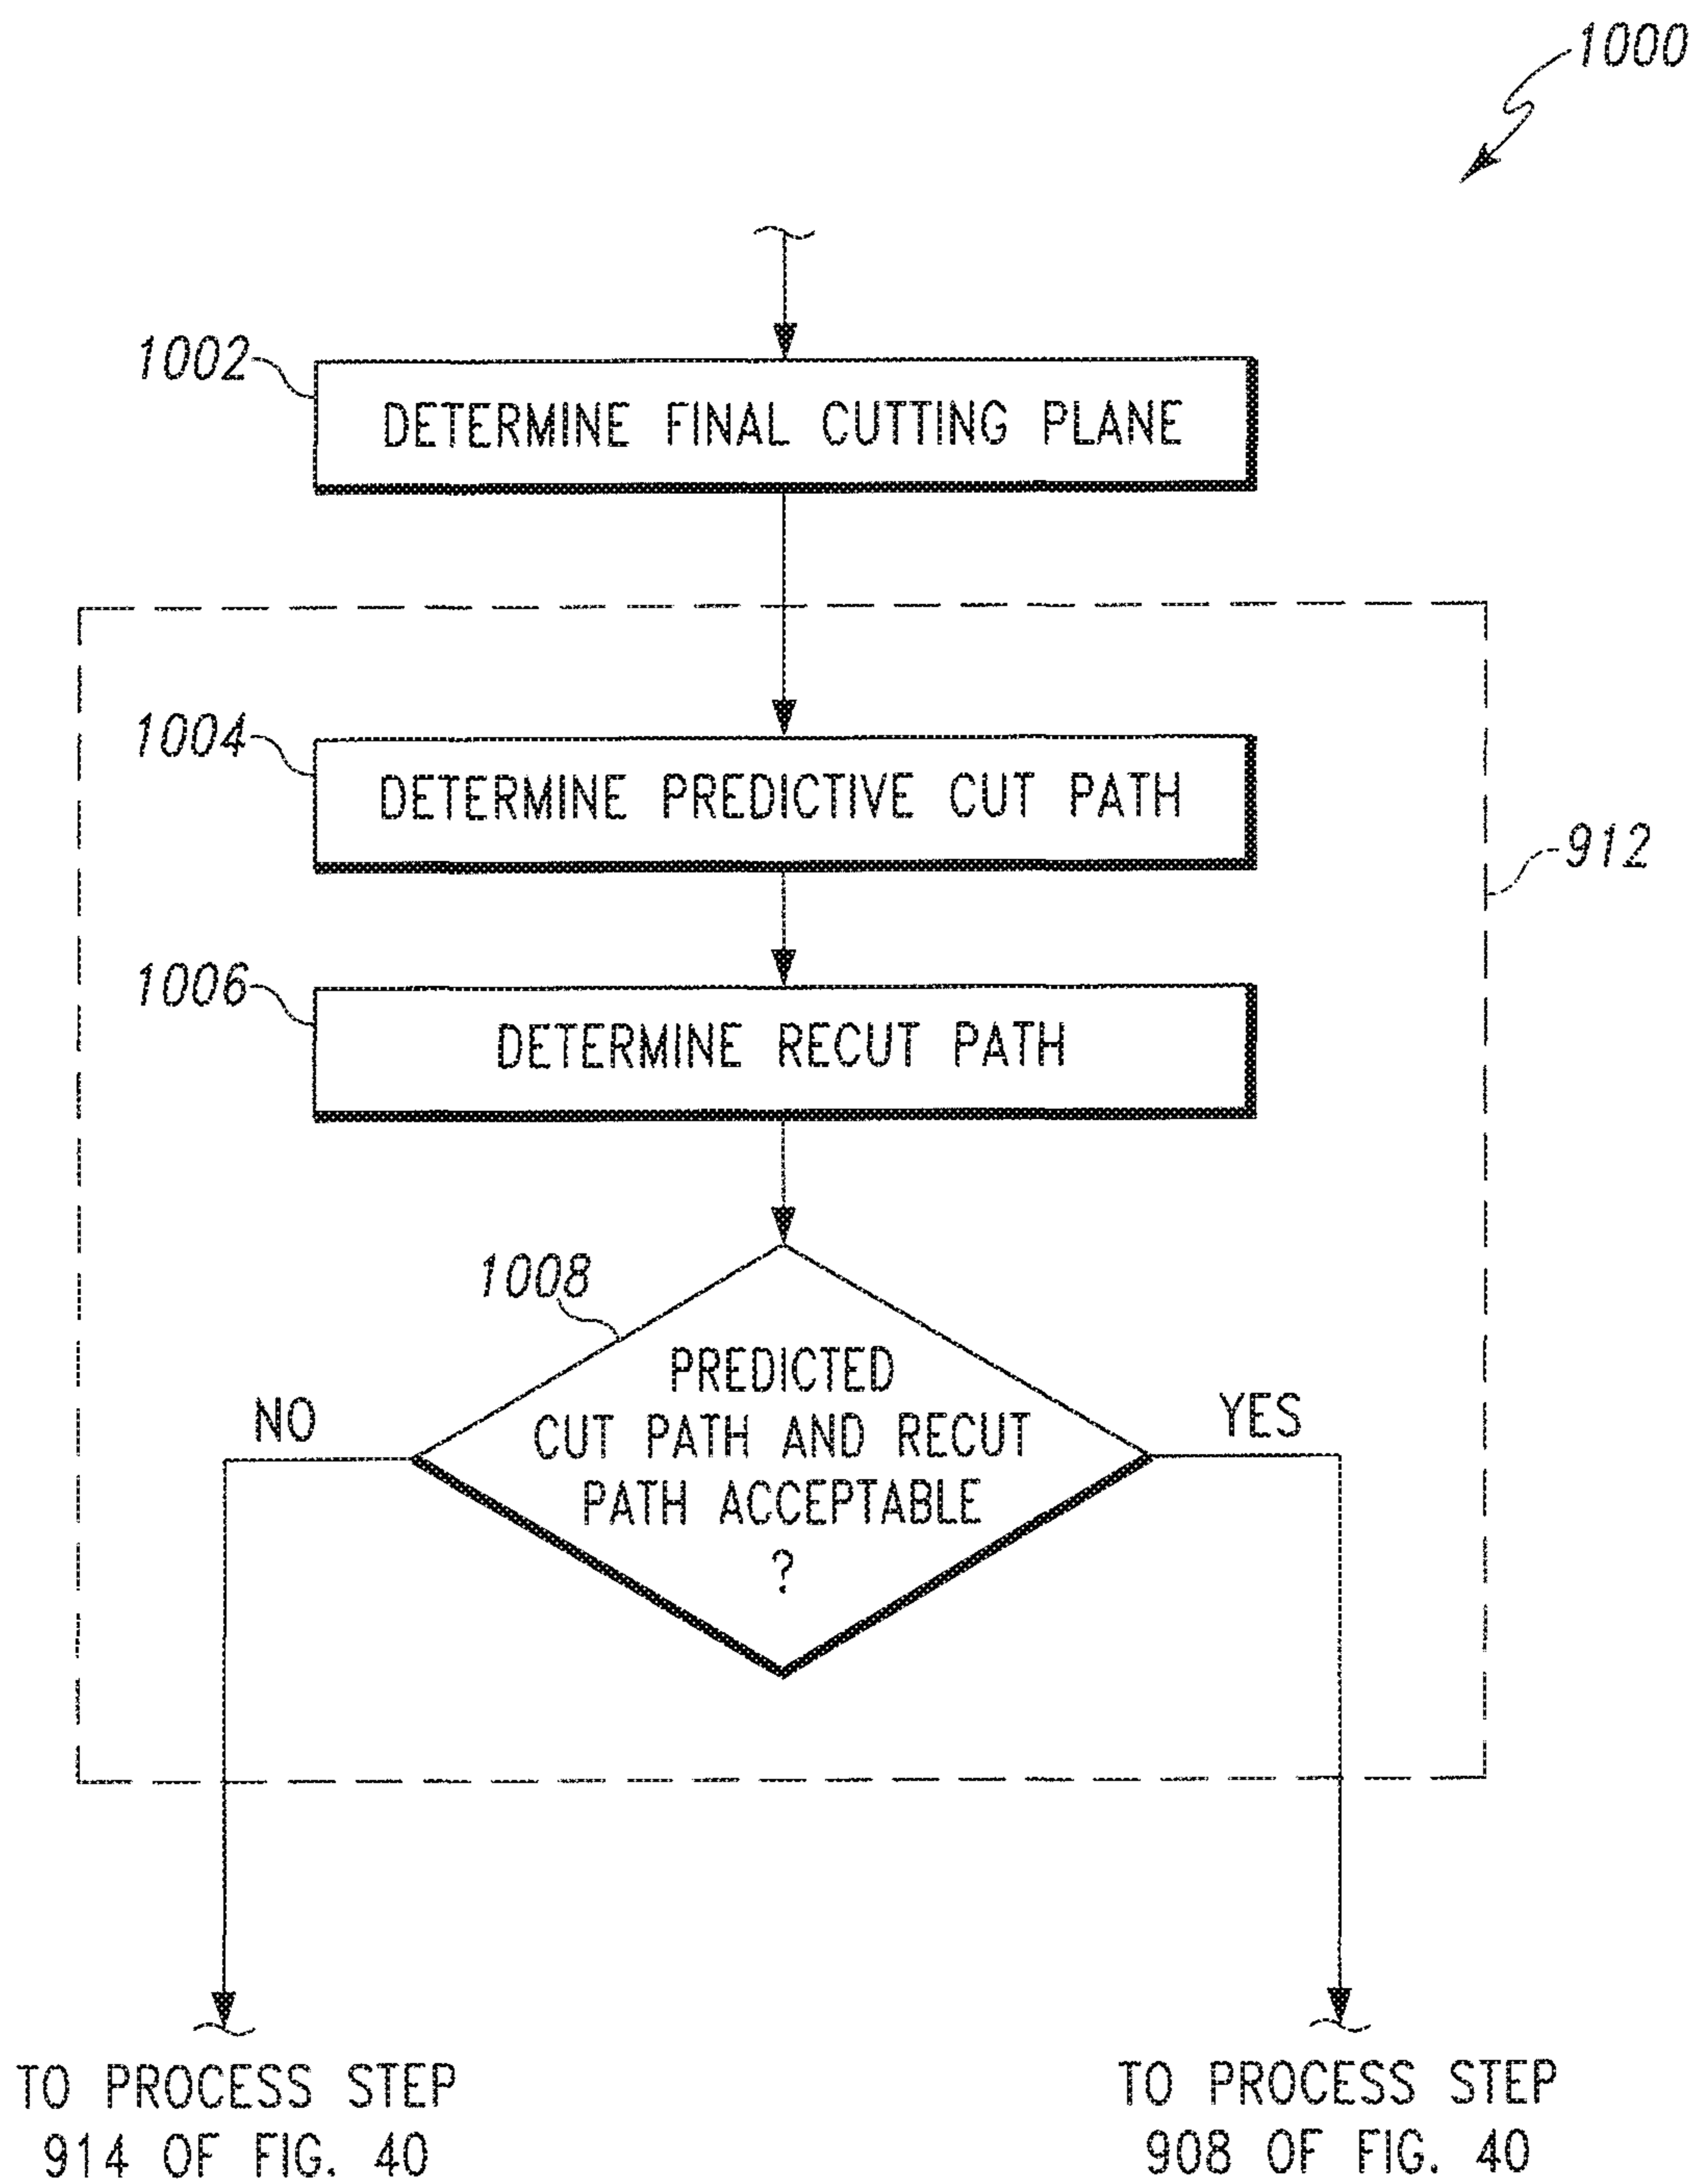 1000
1002
DETERMINE FINAL CUTTING PLANE
1004
DETERMINE PREDICTIVE CUT PATH
912
1006
DETERMINE RECUT PATH
1008
PREDICTED
CUT PATH AND RECUT
PATH ACCEPTABLE
?
NO
YES
TO PROCESS STEP
914 OF FIG. 40
TO PROCESS STEP
908 OF FIG. 40